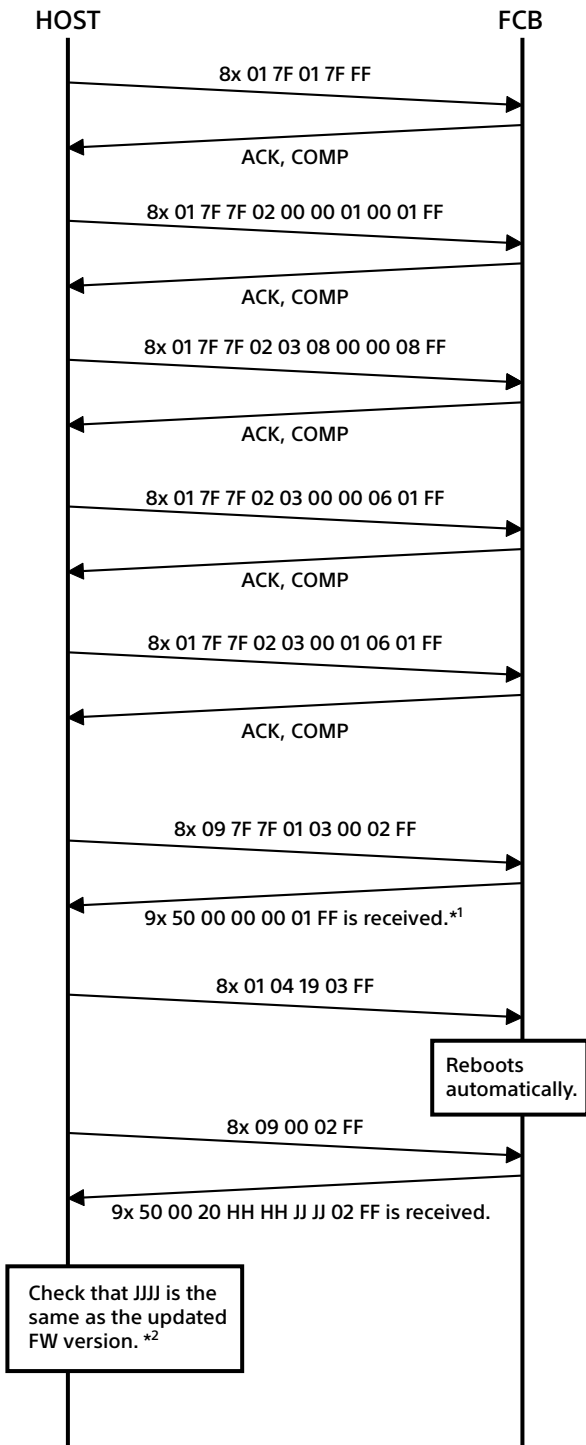 HOST
FCB
8x 01 7F 01 7F FF
ACK, COMP
8x 01 7F 7F 02 00 00 01 00 01 FF
ACK, COMP
8x 01 7F 7F 02 03 08 00 00 08 FF
ACK, COMP
8x 01 7F 7F 02 03 00 00 06 01 FF
ACK, COMP
8x 01 7F 7F 02 03 00 01 06 01 FF
ACK, COMP
8x 09 7F 7F 01 03 00 02 FF
9x 50 00 00 00 01 FF is received.*1
8x 01 04 19 03 FF
Reboots
automatically.
8x 09 00 02 FF
9x 50 00 20 HH HH JJ JJ 02 FF is received.
Check that JJJJ is the
same as the updated
FW version. *2